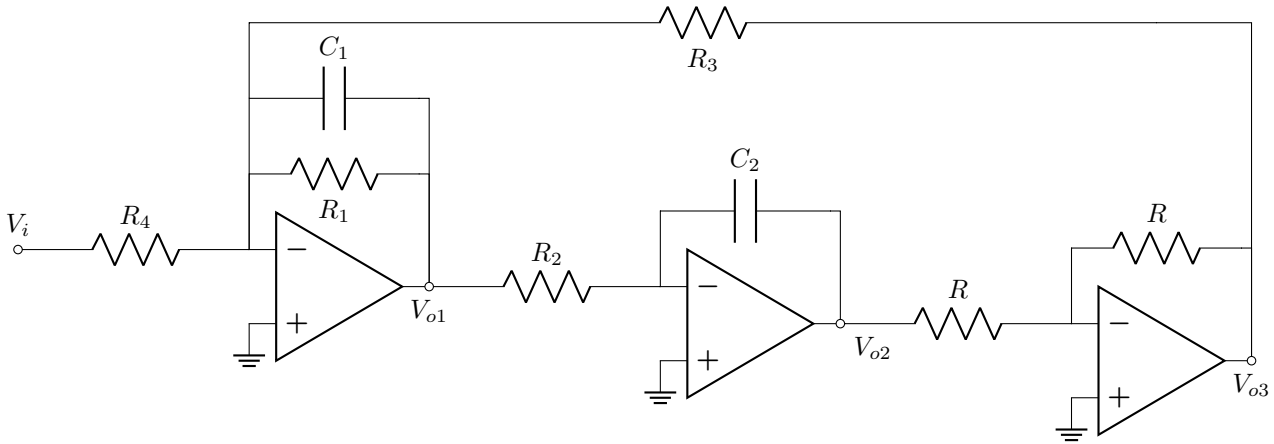 R3
C1
R1
C2
Vi
R4
R2
R
R
Vo1
Vo2
Vo3
− + − + − +